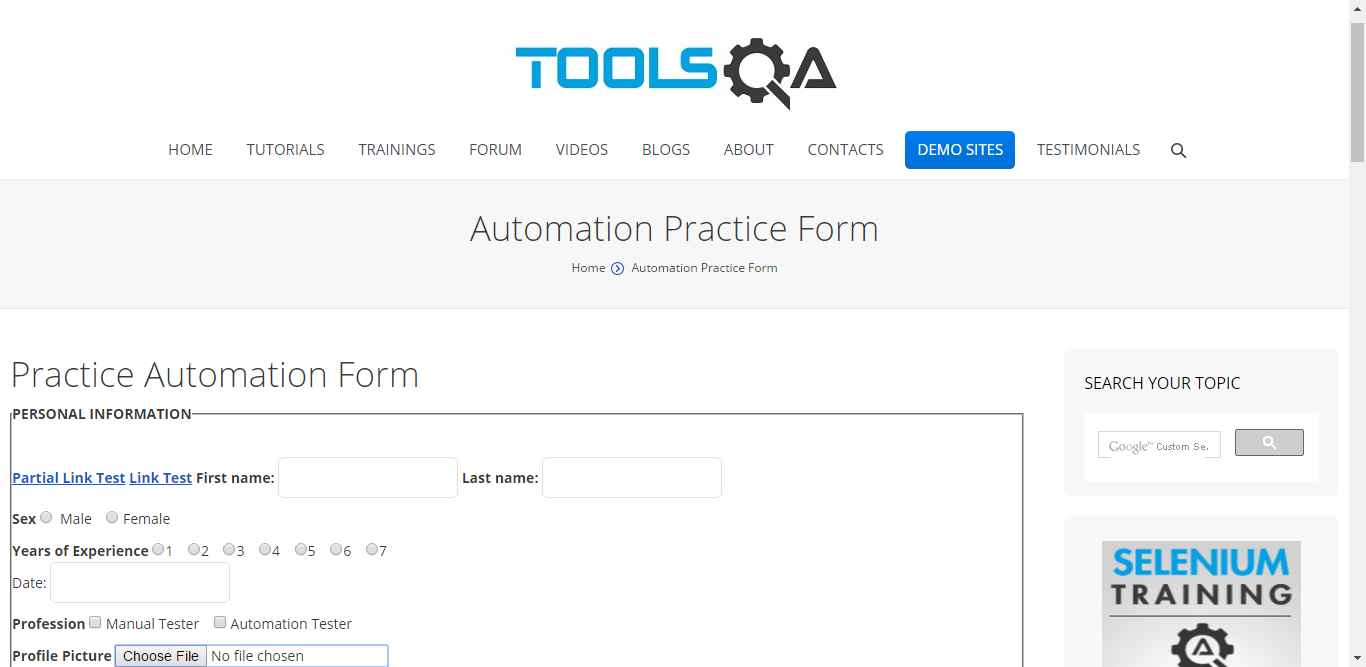 TOOLSQA
HOME TUTORIALS TRAININGS FORUM VIDEOS BLOGS ABOUT CONTACTS DEMO SITES TESTIMONIALS
Automation Practice Form
Home Automation Practice Form
Practice Automation Form
PERSONAL INFORMATION
Partial Link Test Link Test First name: Last name:
Sex Male Female
Years of Experience 1 2 3 4 5 6 7
Date:
Profession Manual Tester Automation Tester
Profile Picture Choose File No file chosen
SEARCH YOUR TOPIC
Google™ Custom Se.
SELENIUM
TRAINING